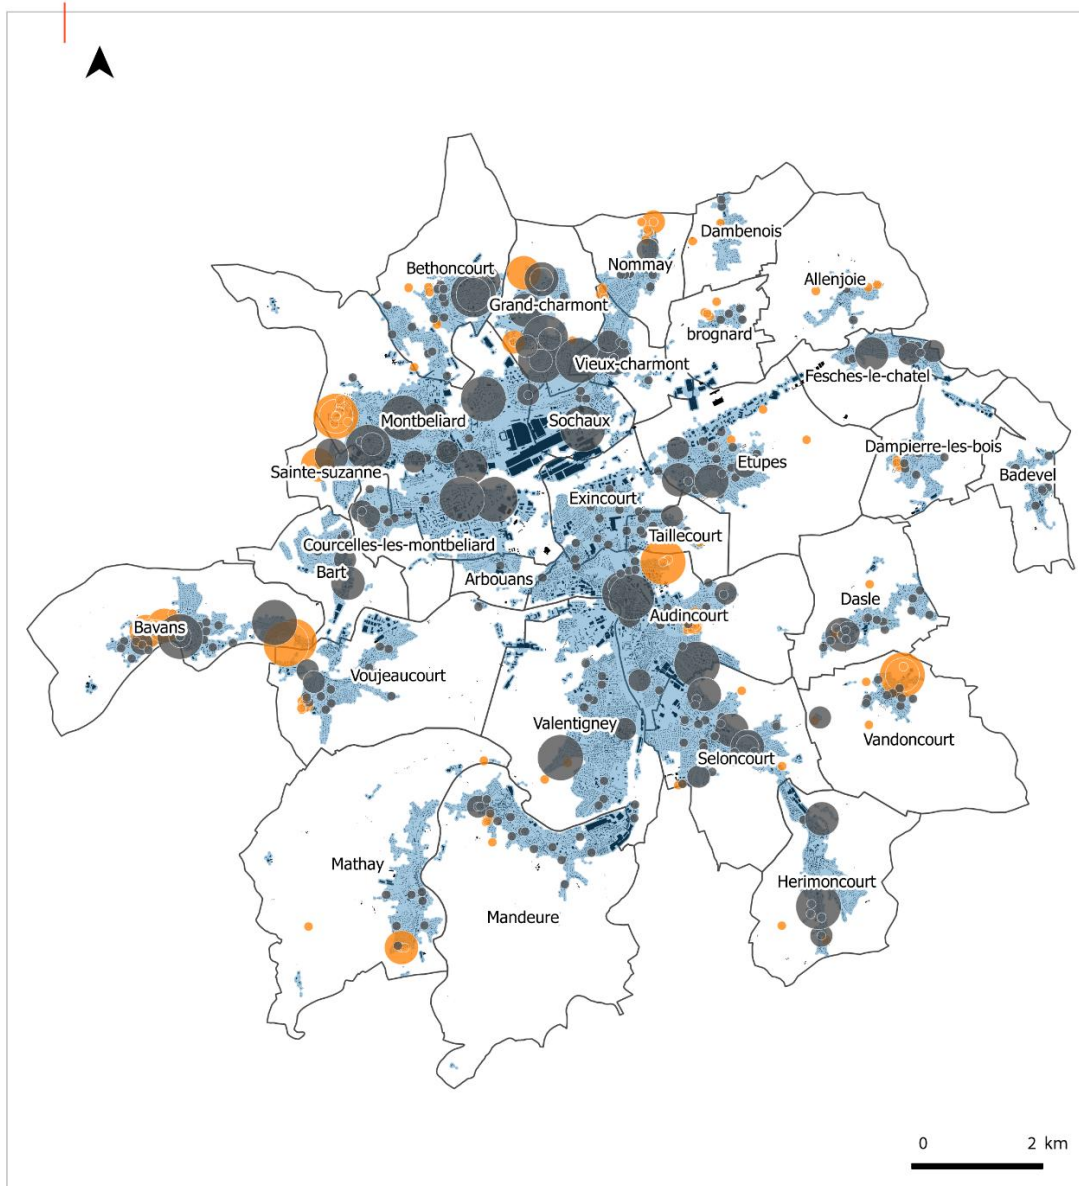 Dambenois
Bethoncourt
Nommay
Allenjoie
Grand-charmont
brognard
Vieux-charmont
Fesches-le-chatel
Montbeliard
Sochaux
Dampierre-les-bois
Sainte-suzanne
Etupes
Badevel
Exincourt
Taillecourt
Courcelles-les-montbeliard
Bart
Arbouans
Dasle
Audincourt
Bavans
Voujeaucourt
Valentigney
Vandoncourt
Seloncourt
Mathay
Herimoncourt
Mandeure
0 2 km